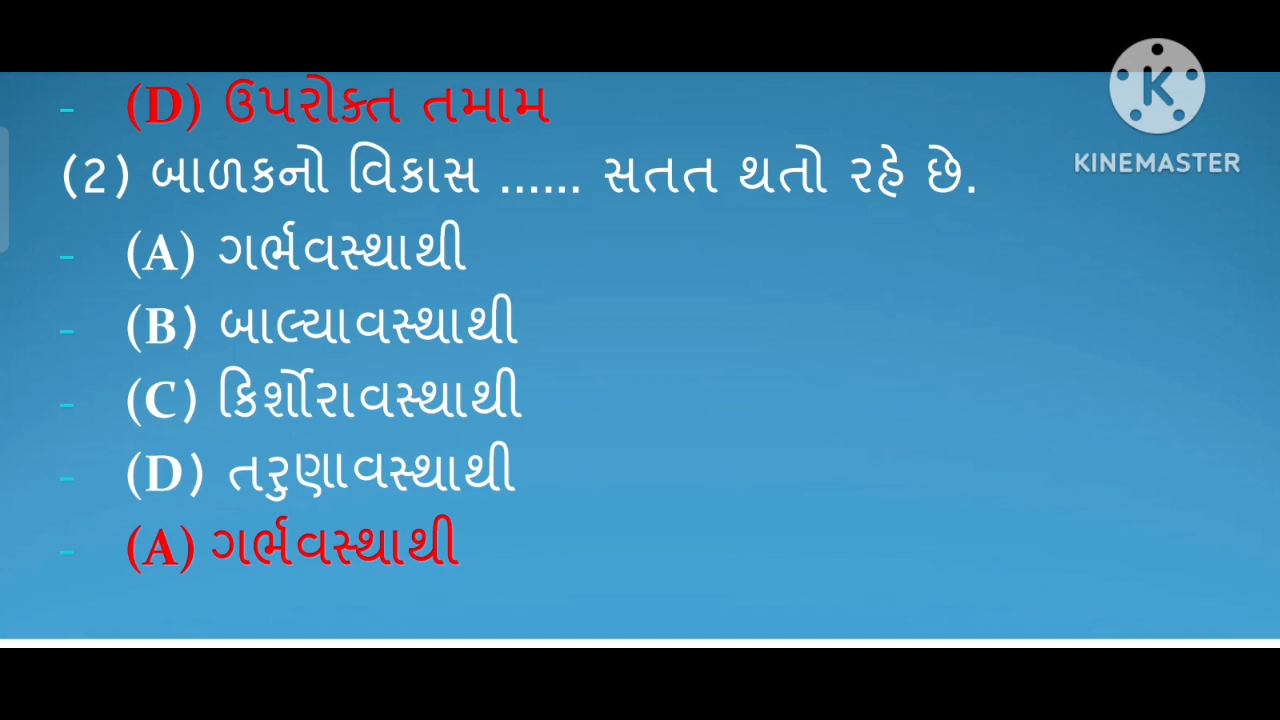 - (D) ઉપરોક્ત તમામ
KINEMASTER
(2) બાળકનો વિકાસ ...... સતત થતો રહે છે.
- (A) ગર્ભવસ્થાથી
- (B) બાલ્યાવસ્થાથી
- (C) કિર્શોરાવસ્થાથી
- (D) તરુણાવસ્થાથી
- (A) ગર્ભવસ્થાથી